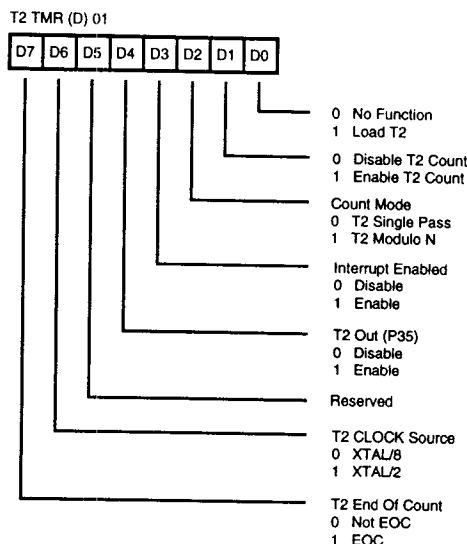 T2 TMR (D) 01
D7 D6 D5 D4 D3 D2 D1 D0
0 No Function
1 Load T2
0 Disable T2 Count
1 Enable T2 Count
Count Mode
0 T2 Single Pass
1 T2 Modulo N
Interrupt Enabled
0 Disable
1 Enable
T2 Out (P35)
0 Disable
1 Enable
Reserved
T2 CLOCK Source
0 XTAL/8
1 XTAL/2
T2 End Of Count
0 Not EOC
1 EOC